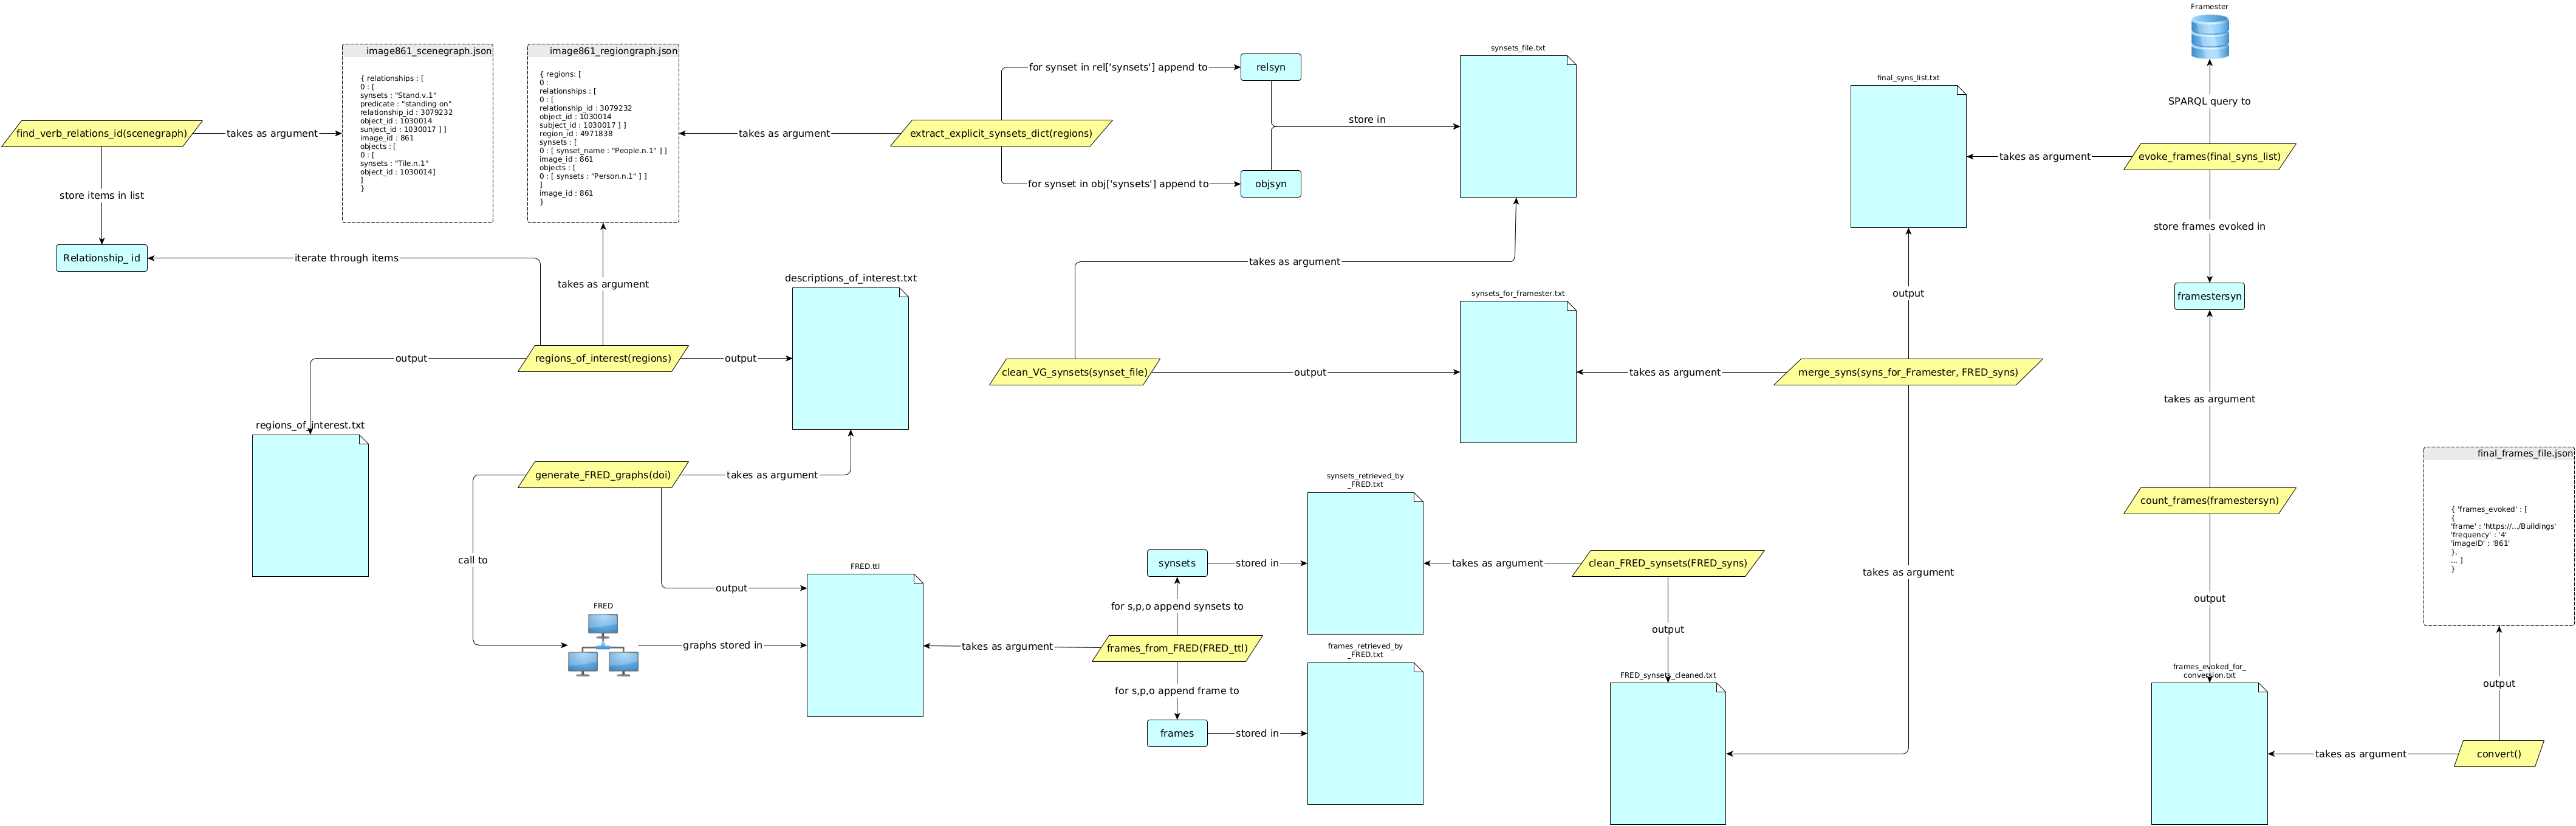 image861_scenegraph.json
{ relationships : [
0 : [
synsets : "Stand.v.1"
predicate : "standing on"
relationship_id : 3079232
object_id : 1030014
sunject_id : 1030017 ] ]
image_id : 861
objects : [
0 : [
synsets : "Tile.n.1"
object_id : 1030014]
]
}
image861_regiongraph.json
{ regions: [
0 :
relationships : [
0 : [
relationship_id : 3079232
object_id : 1030014
subject_id : 1030017 ] ]
region_id : 4971838
synsets : [
0 : [ synset_name : "People.n.1" ] ]
image_id : 861
objects : [
0 : [ synsets : "Person.n.1" ] ]
]
image_id : 861
}
find_verb_relations_id(scenegraph)
takes as argument
store items in list
Relationship_ id
iterate through items
takes as argument
regions_of_interest(regions)
output
output
regions_of_interest.txt
descriptions_of_interest.txt
generate_FRED_graphs(doi)
takes as argument
call to
output
FRED
graphs stored in
FRED.ttl
takes as argument
extract_explicit_synsets_dict(regions)
for synset in rel['synsets'] append to
relsyn
for synset in obj['synsets'] append to
objsyn
store in
synsets_file.txt
takes as argument
clean_VG_synsets(synset_file)
output
synsets_for_framester.txt
takes as argument
frames_from_FRED(FRED_ttl)
for s,p,o append synsets to
synsets
stored in
synsets_retrieved_by
_FRED.txt
for s,p,o append frame to
frames
stored in
frames_retrieved_by
_FRED.txt
takes as argument
clean_FRED_synsets(FRED_syns)
output
FRED_synsets_cleaned.txt
takes as argument
merge_syns(syns_for_Framester, FRED_syns)
takes as argument
output
final_syns_list.txt
Framester
SPARQL query to
takes as argument
evoke_frames(final_syns_list)
store frames evoked in
framestersyn
takes as argument
count_frames(framestersyn)
output
frames_evoked_for_
conversion.txt
takes as argument
convert()
output
final_frames_file.json
{ 'frames_evoked' : [
{
'frame' : 'https://.../Buildings'
'frequency' : '4'
'imageID' : '861'
},
... ]
}